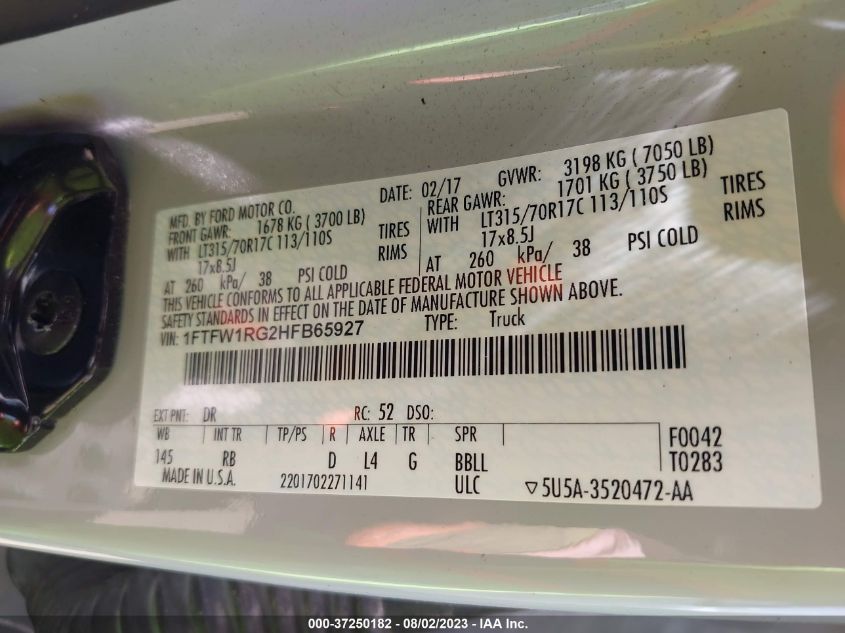 MFD. BY FORD MOTOR CO. DATE: 02/17 GVWR: 3198 KG ( 7050 LB)
FRONT GAWR: 1678 KG ( 3700 LB) REAR GAWR: 1701 KG ( 3750 LB)
WITH LT315/70R17C 113/110S TIRES WITH LT315/70R17C 113/110S TIRES
17x8.5J RIMS 17x8.5J RIMS
AT 260 kPa/ 38 PSI COLD AT 260 kPa/ 38 PSI COLD
THIS VEHICLE CONFORMS TO ALL APPLICABLE FEDERAL MOTOR VEHICLE
SAFETY STANDARDS IN EFFECT ON THE DATE OF MANUFACTURE SHOWN ABOVE.
VIN: 1FTFW1RG2HFB65927 TYPE: Truck
EXT PNT: DR RC: 52 DSO:
WB INT TR TP/PS R AXLE TR SPR F0042
145 RB D L4 G BBLL T0283
MADE IN U.S.A. 2201702271141 ULC ▽5U5A-3520472-AA
000-37250182 - 08/02/2023 - IAA Inc.